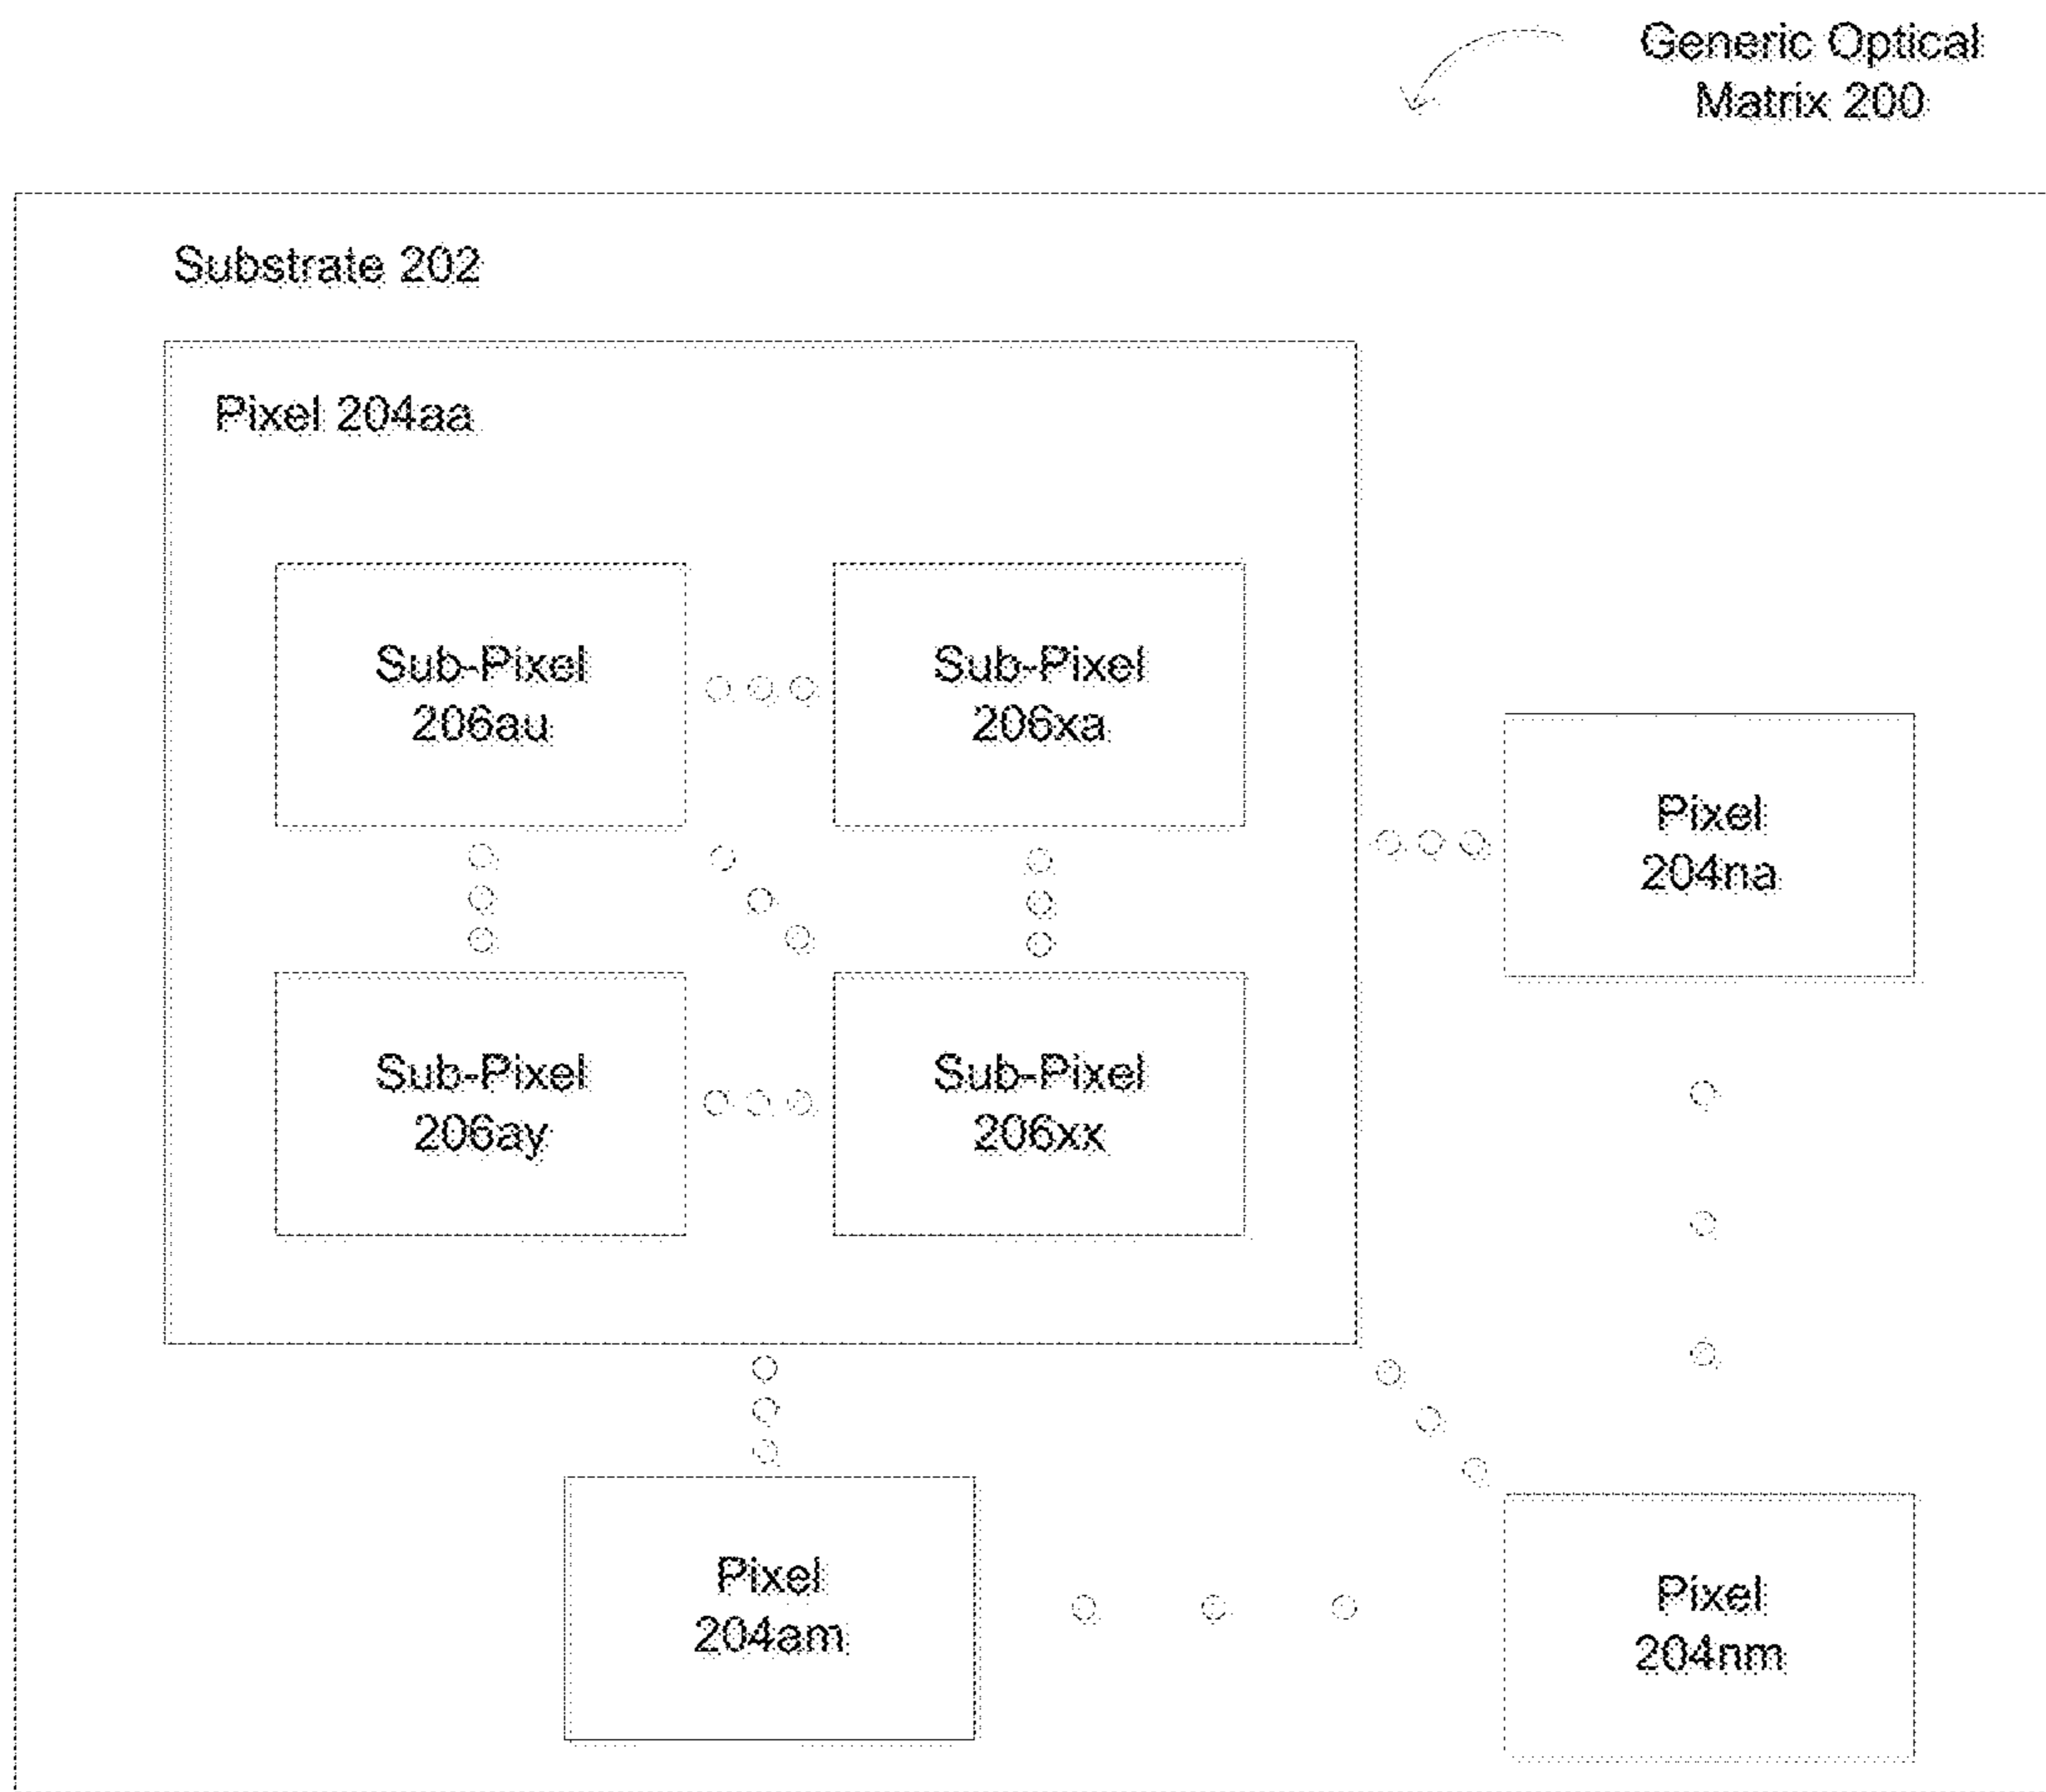 Generic Optical
Matrix 200
Substrate 202
Pixel 204aa
Sub-Pixel
206au
Sub-Pixel
206xa
Pixel
204na
Sub-Pixel
206ay
Sub-Pixel
206xx
Pixel
204am
Pixel
204nm